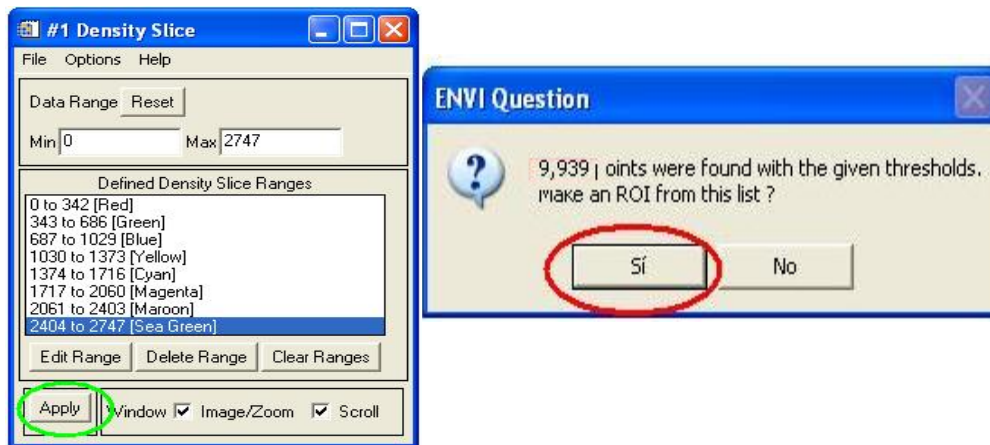 #1 Density Slice
File Options Help
Data Range Reset
Min 0 Max 2747
Defined Density Slice Ranges
0 to 342 [Red]
343 to 686 [Green]
687 to 1029 [Blue]
1030 to 1373 [Yellow]
1374 to 1716 [Cyan]
1717 to 2060 [Magenta]
2061 to 2403 [Maroon]
2404 to 2747 [Sea Green]
Edit Range Delete Range Clear Ranges
Apply Window Image/Zoom Scroll
ENVI Question
9,939 oints were found with the given thresholds.
Make an ROI from this list ?
Sí No